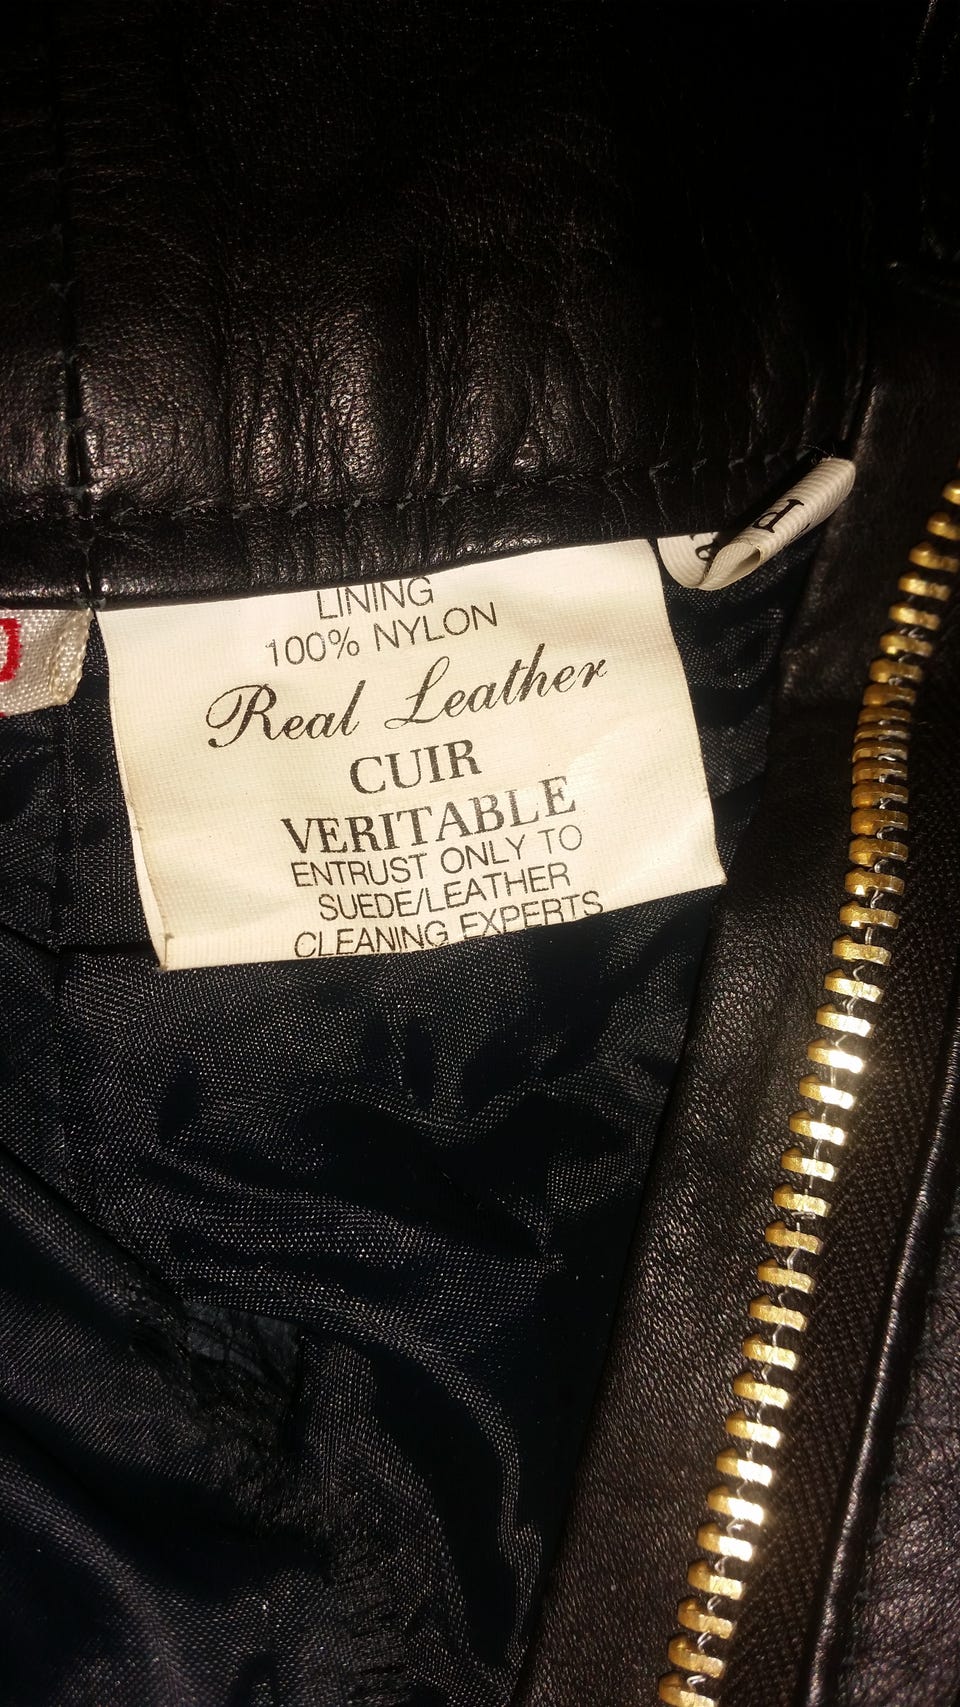 LINING
100% NYLON
Real Leather
CUIR
VERITABLE
ENTRUST ONLY TO
SUEDE/LEATHER
CLEANING EXPERTS